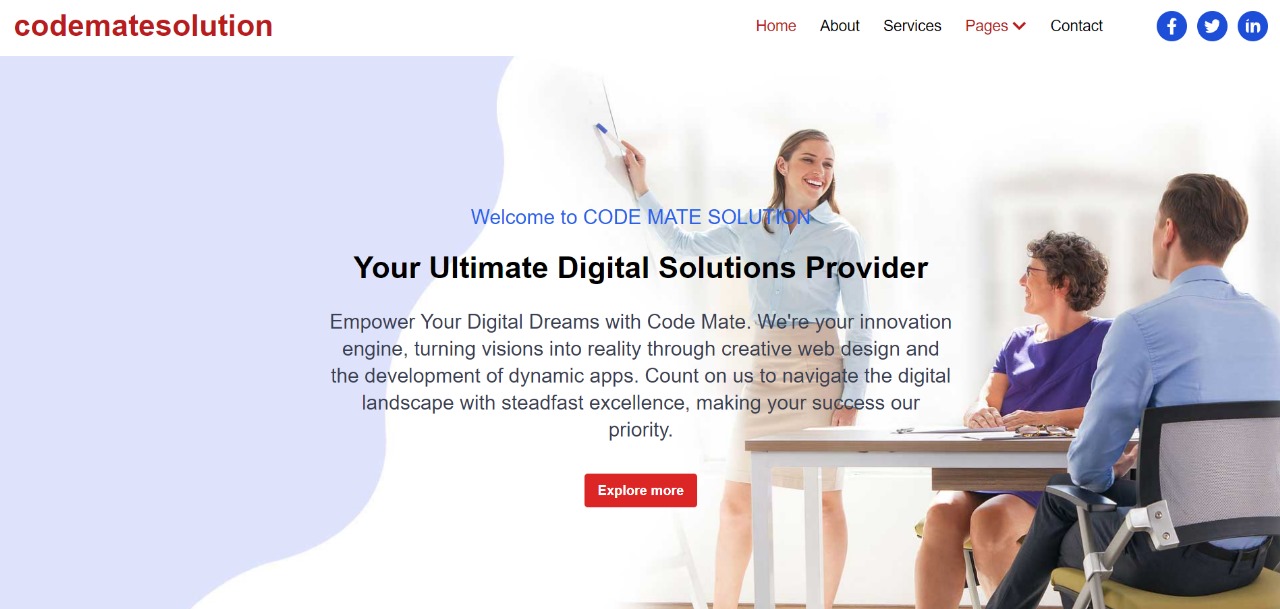 codematesolution
Home About Services Pages Contact
Welcome to CODE MATE SOLUTION
Your Ultimate Digital Solutions Provider
Empower Your Digital Dreams with Code Mate. We're your innovation
engine, turning visions into reality through creative web design and
the development of dynamic apps. Count on us to navigate the digital
landscape with steadfast excellence, making your success our
priority.
Explore more